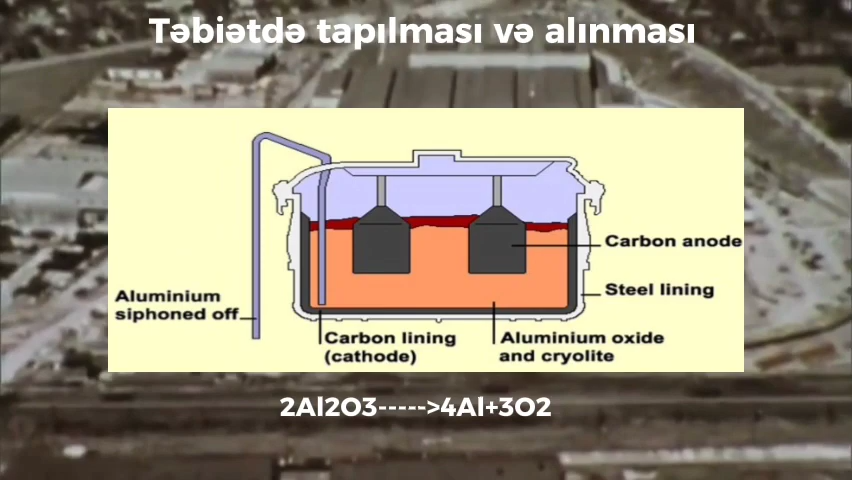 Təbiətdə tapılması və alınması
Carbon anode
Steel lining
Aluminium
siphoned off
Carbon lining
(cathode)
Aluminium oxide
and cryolite
2Al2O3----->4Al+3O2